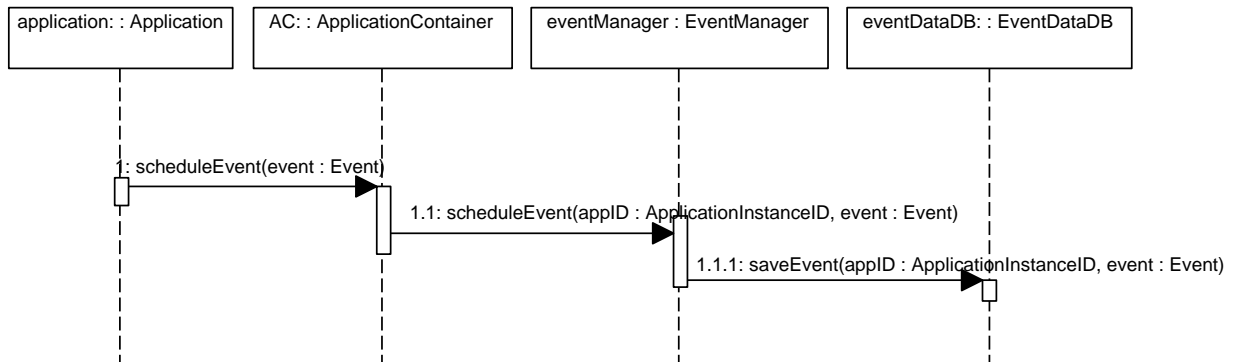 application: : Application
AC: : ApplicationContainer
eventManager : EventManager
eventDataDB: : EventDataDB
1: scheduleEvent(event : Event)
1.1: scheduleEvent(appID : ApplicationInstanceID, event : Event)
1.1.1: saveEvent(appID : ApplicationInstanceID, event : Event)